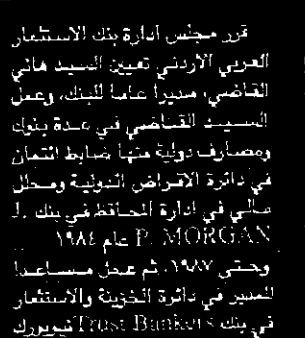 قرر مجلس ادارة بنك الاستثمار
العربي الاردني تعيين السيد هاني
القاضي، مديرا عاما للبنك، وعمل
السيد القاضي في عدة بنوك
ومصارف دولية منها ضابط ائتمان
في دائرة الاقراض الدولية ومحلل
مالي في ادارة المحافظ في بنك .J
P. MORGAN عام ١٩٨٤
وحتى ١٩٨٧، ثم عمل مساعدا
للمدير في دائرة الخزينة والاستثمار
في بنك Trust Bankers نيويورك